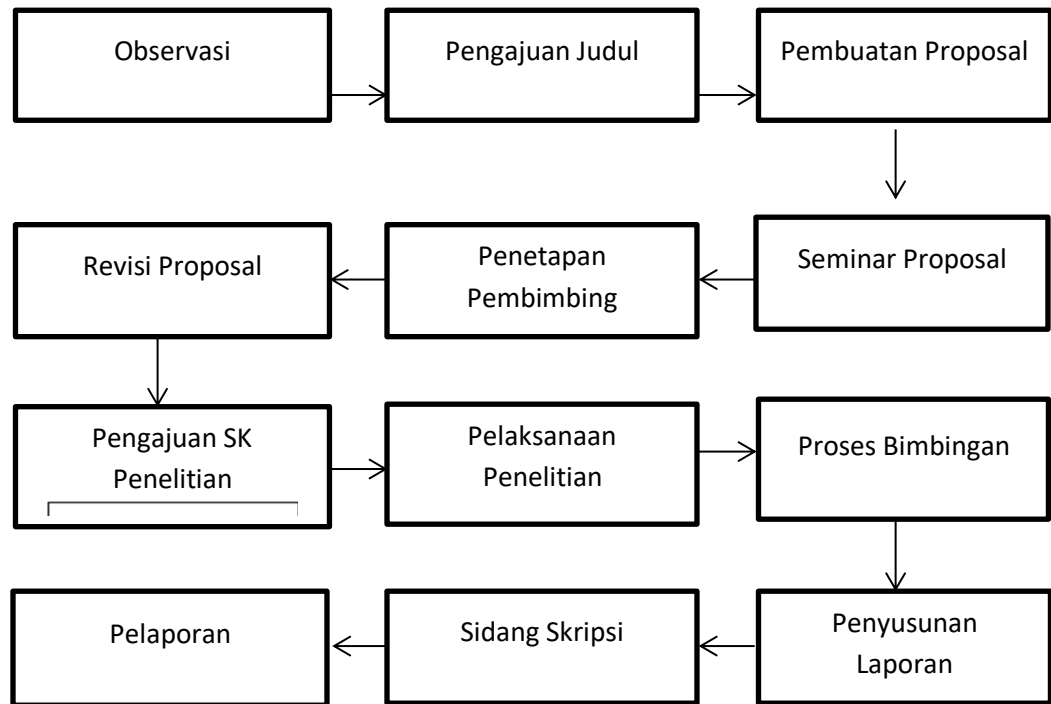 Observasi
Pengajuan Judul
Pembuatan Proposal
Seminar Proposal
Penetapan
Pembimbing
Revisi Proposal
Pengajuan SK
Penelitian
Pelaksanaan
Penelitian
Proses Bimbingan
Penyusunan
Laporan
Sidang Skripsi
Pelaporan